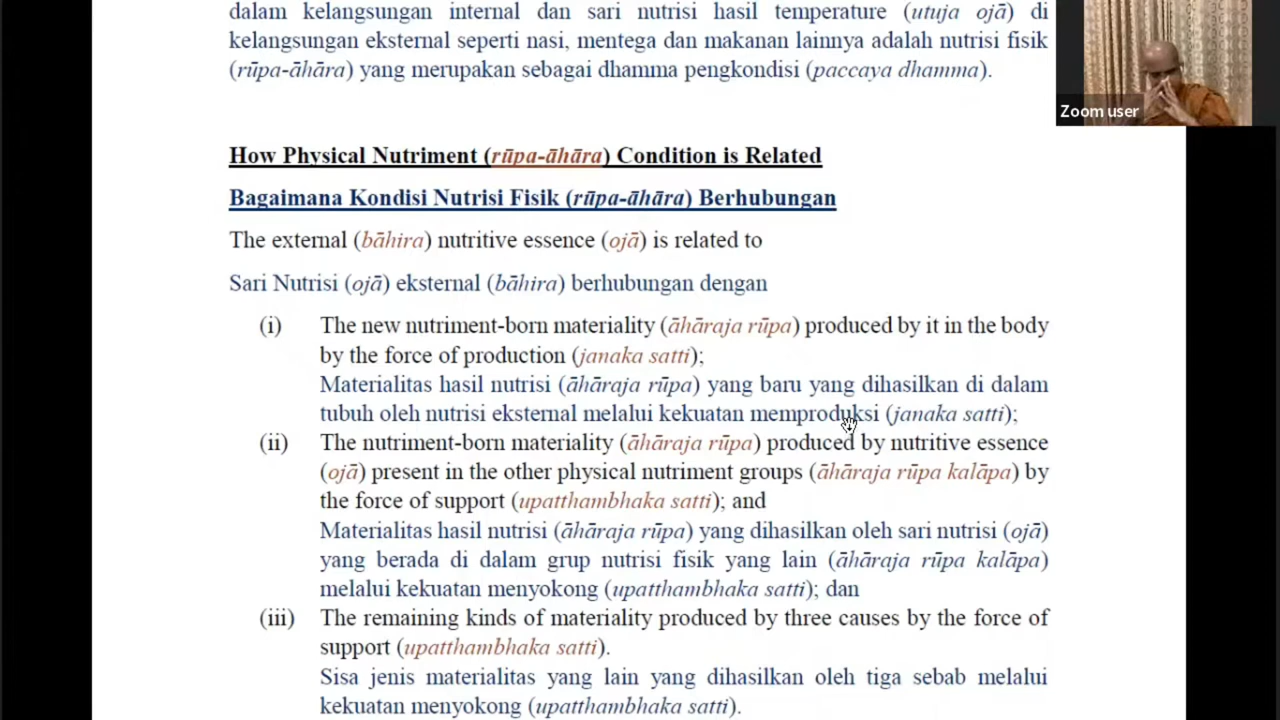 dalam kelangsungan internal dan sari nutrisi hasil temperature (utuja ojā) di
kelangsungan eksternal seperti nasi, mentega dan makanan lainnya adalah nutrisi fisik
(rūpa-āhāra) yang merupakan sebagai dhamma pengkondisi (paccaya dhamma).
Zoom user
How Physical Nutriment (rūpa-āhāra) Condition is Related
Bagaimana Kondisi Nutrisi Fisik (rūpa-āhāra) Berhubungan
The external (bāhira) nutritive essence (ojā) is related to
Sari Nutrisi (ojā) eksternal (bāhira) berhubungan dengan
(i) The new nutriment-born materiality (āhāraja rūpa) produced by it in the body
by the force of production (janaka satti);
Materialitas hasil nutrisi (āhāraja rūpa) yang baru yang dihasilkan di dalam
tubuh oleh nutrisi eksternal melalui kekuatan memproduksi (janaka satti);
(ii) The nutriment-born materiality (āhāraja rūpa) produced by nutritive essence
(ojā) present in the other physical nutriment groups (āhāraja rūpa kalāpa) by
the force of support (upatthambhaka satti); and
Materialitas hasil nutrisi (āhāraja rūpa) yang dihasilkan oleh sari nutrisi (ojā)
yang berada di dalam grup nutrisi fisik yang lain (āhāraja rūpa kalāpa)
melalui kekuatan menyokong (upatthambhaka satti); dan
(iii) The remaining kinds of materiality produced by three causes by the force of
support (upatthambhaka satti).
Sisa jenis materialitas yang lain yang dihasilkan oleh tiga sebab melalui
kekuatan menyokong (upatthambhaka satti).